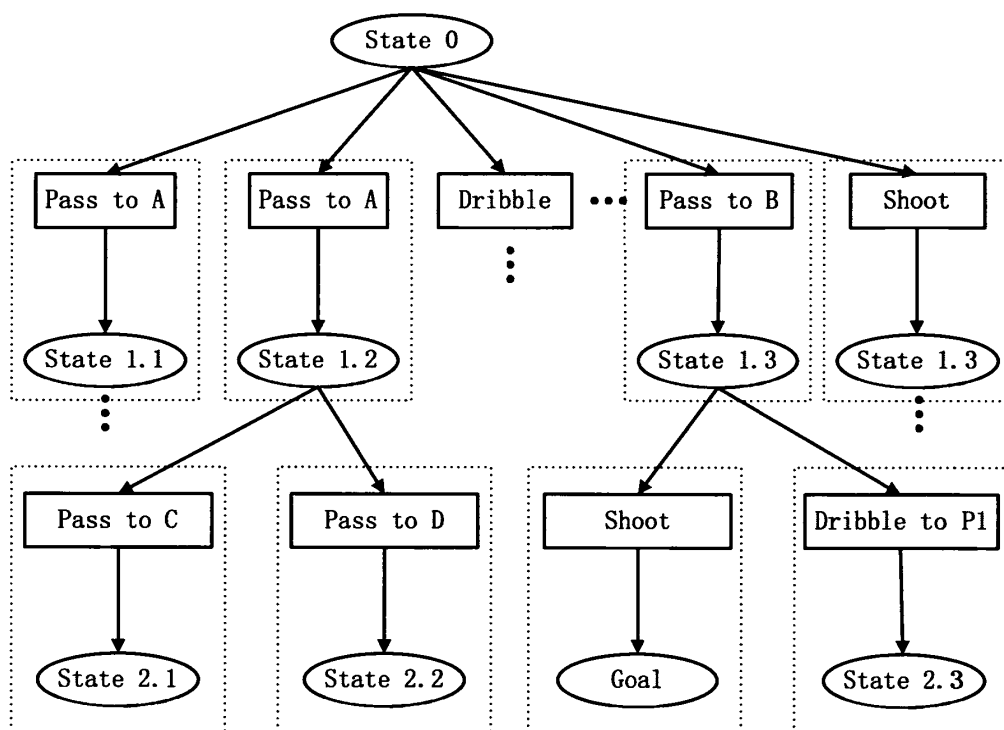 State 0
Pass to A
Pass to A
Dribble
Pass to B
Shoot
State 1.1
State 1.2
State 1.3
State 1.3
Pass to C
Pass to D
Shoot
Dribble to P1
State 2.1
State 2.2
Goal
State 2.3